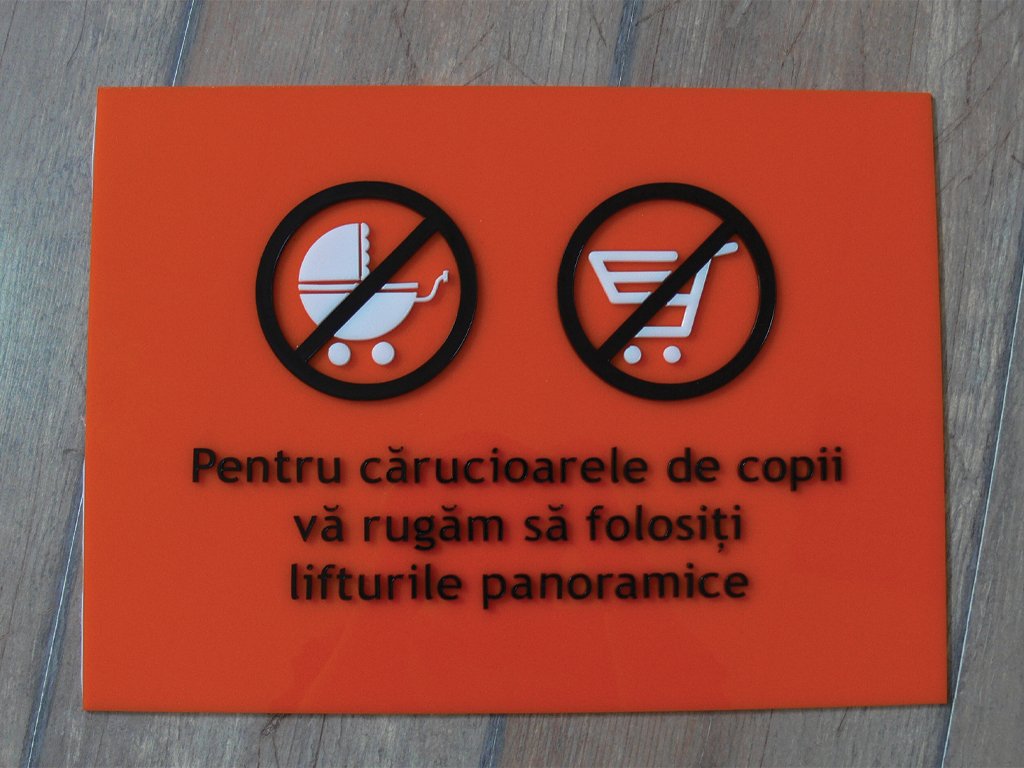 Pentru cărucioarele de copii
vă rugăm să folosiți
lifturile panoramice